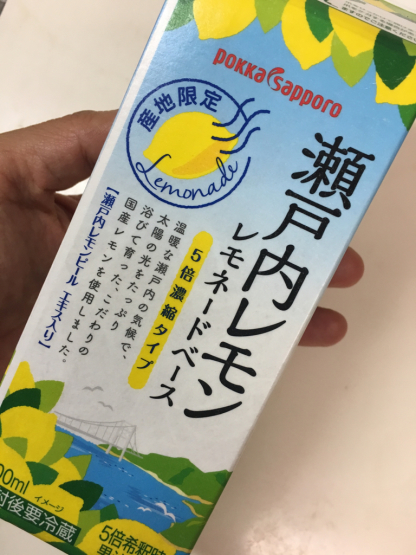 pokka sapporo
産地限定
Lemonade
瀬戸内レモン
レモネードベース
5倍濃縮タイプ
温暖な瀬戸内の気候で、
太陽の光をたっぷり
浴びて育った、こだわりの
国産レモンを使用しました。
【瀬戸内レモンピールエキス入り】
00ml
イメージ
封後要冷蔵
5倍希釈時